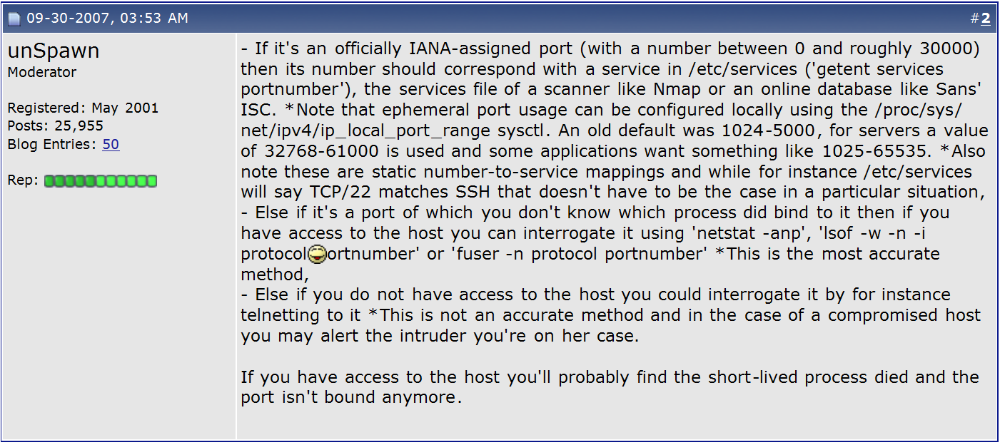 09-30-2007, 03:53 AM
#2
unSpawn
Moderator
Registered: May 2001
Posts: 25,955
Blog Entries: 50
Rep:
- If it's an officially IANA-assigned port (with a number between 0 and roughly 30000)
then its number should correspond with a service in /etc/services ('getent services
portnumber'), the services file of a scanner like Nmap or an online database like Sans'
ISC. *Note that ephemeral port usage can be configured locally using the /proc/sys/
net/ipv4/ip_local_port_range sysctl. An old default was 1024-5000, for servers a value
of 32768-61000 is used and some applications want something like 1025-65535. *Also
note these are static number-to-service mappings and while for instance /etc/services
will say TCP/22 matches SSH that doesn't have to be the case in a particular situation,
- Else if it's a port of which you don't know which process did bind to it then if you
have access to the host you can interrogate it using 'netstat -anp', 'lsof -w -n -i
protocol ortnumber' or 'fuser -n protocol portnumber' *This is the most accurate
method,
- Else if you do not have access to the host you could interrogate it by for instance
telnetting to it *This is not an accurate method and in the case of a compromised host
you may alert the intruder you're on her case.
If you have access to the host you'll probably find the short-lived process died and the
port isn't bound anymore.